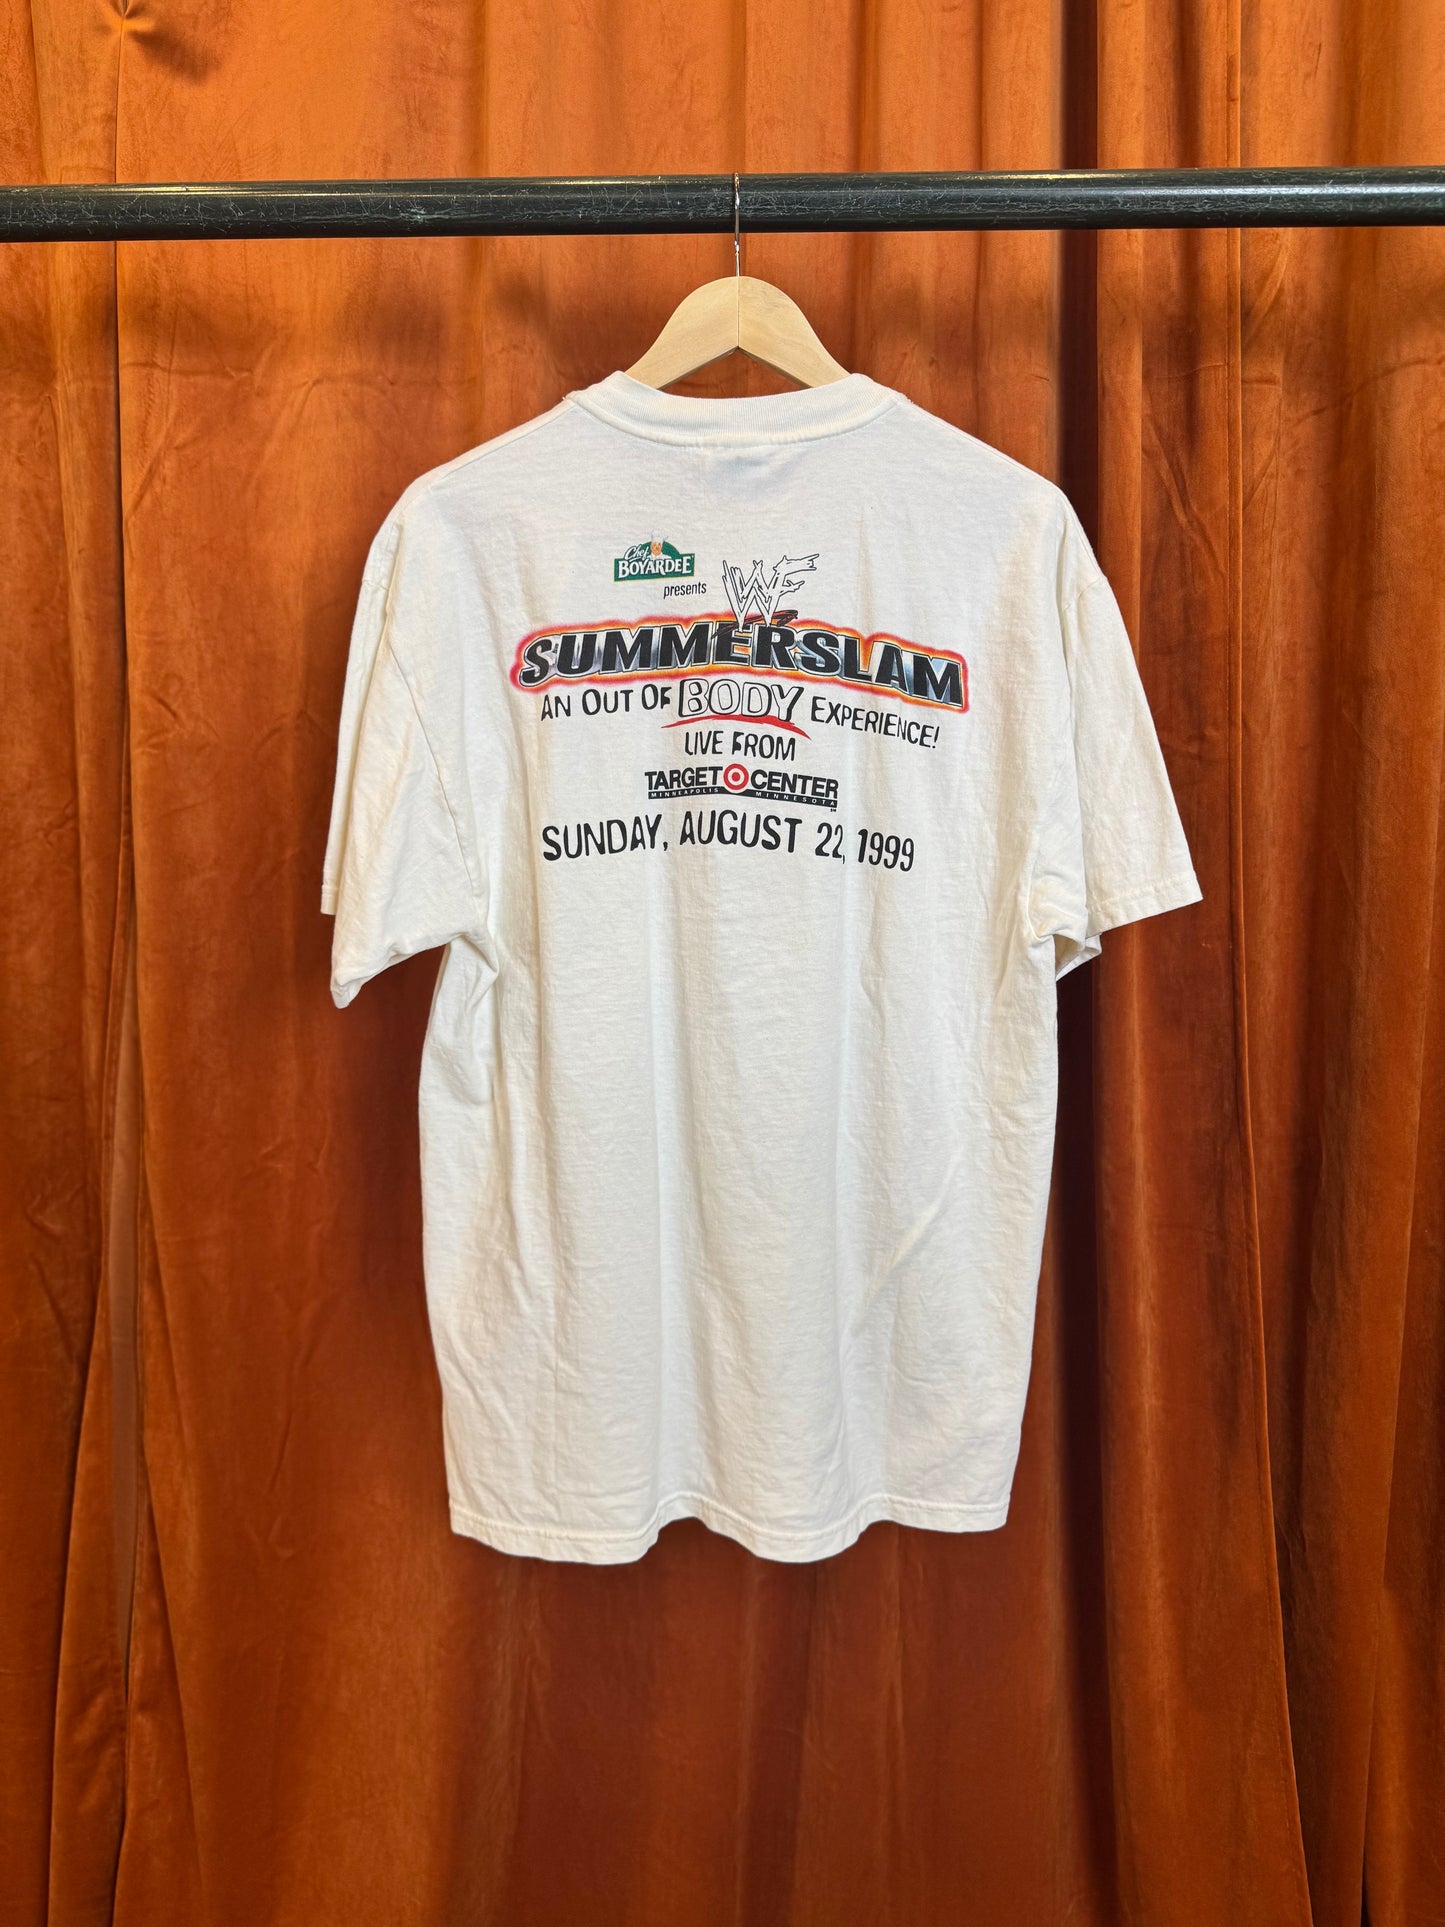 Chef
BOYARDEE
presents
WF
SUMMERSLAM
AN OUT OF BODY EXPERIENCE!
LIVE FROM
TARGET CENTER
MINNEAPOLIS MINNESOTA
SUNDAY, AUGUST 22, 1999